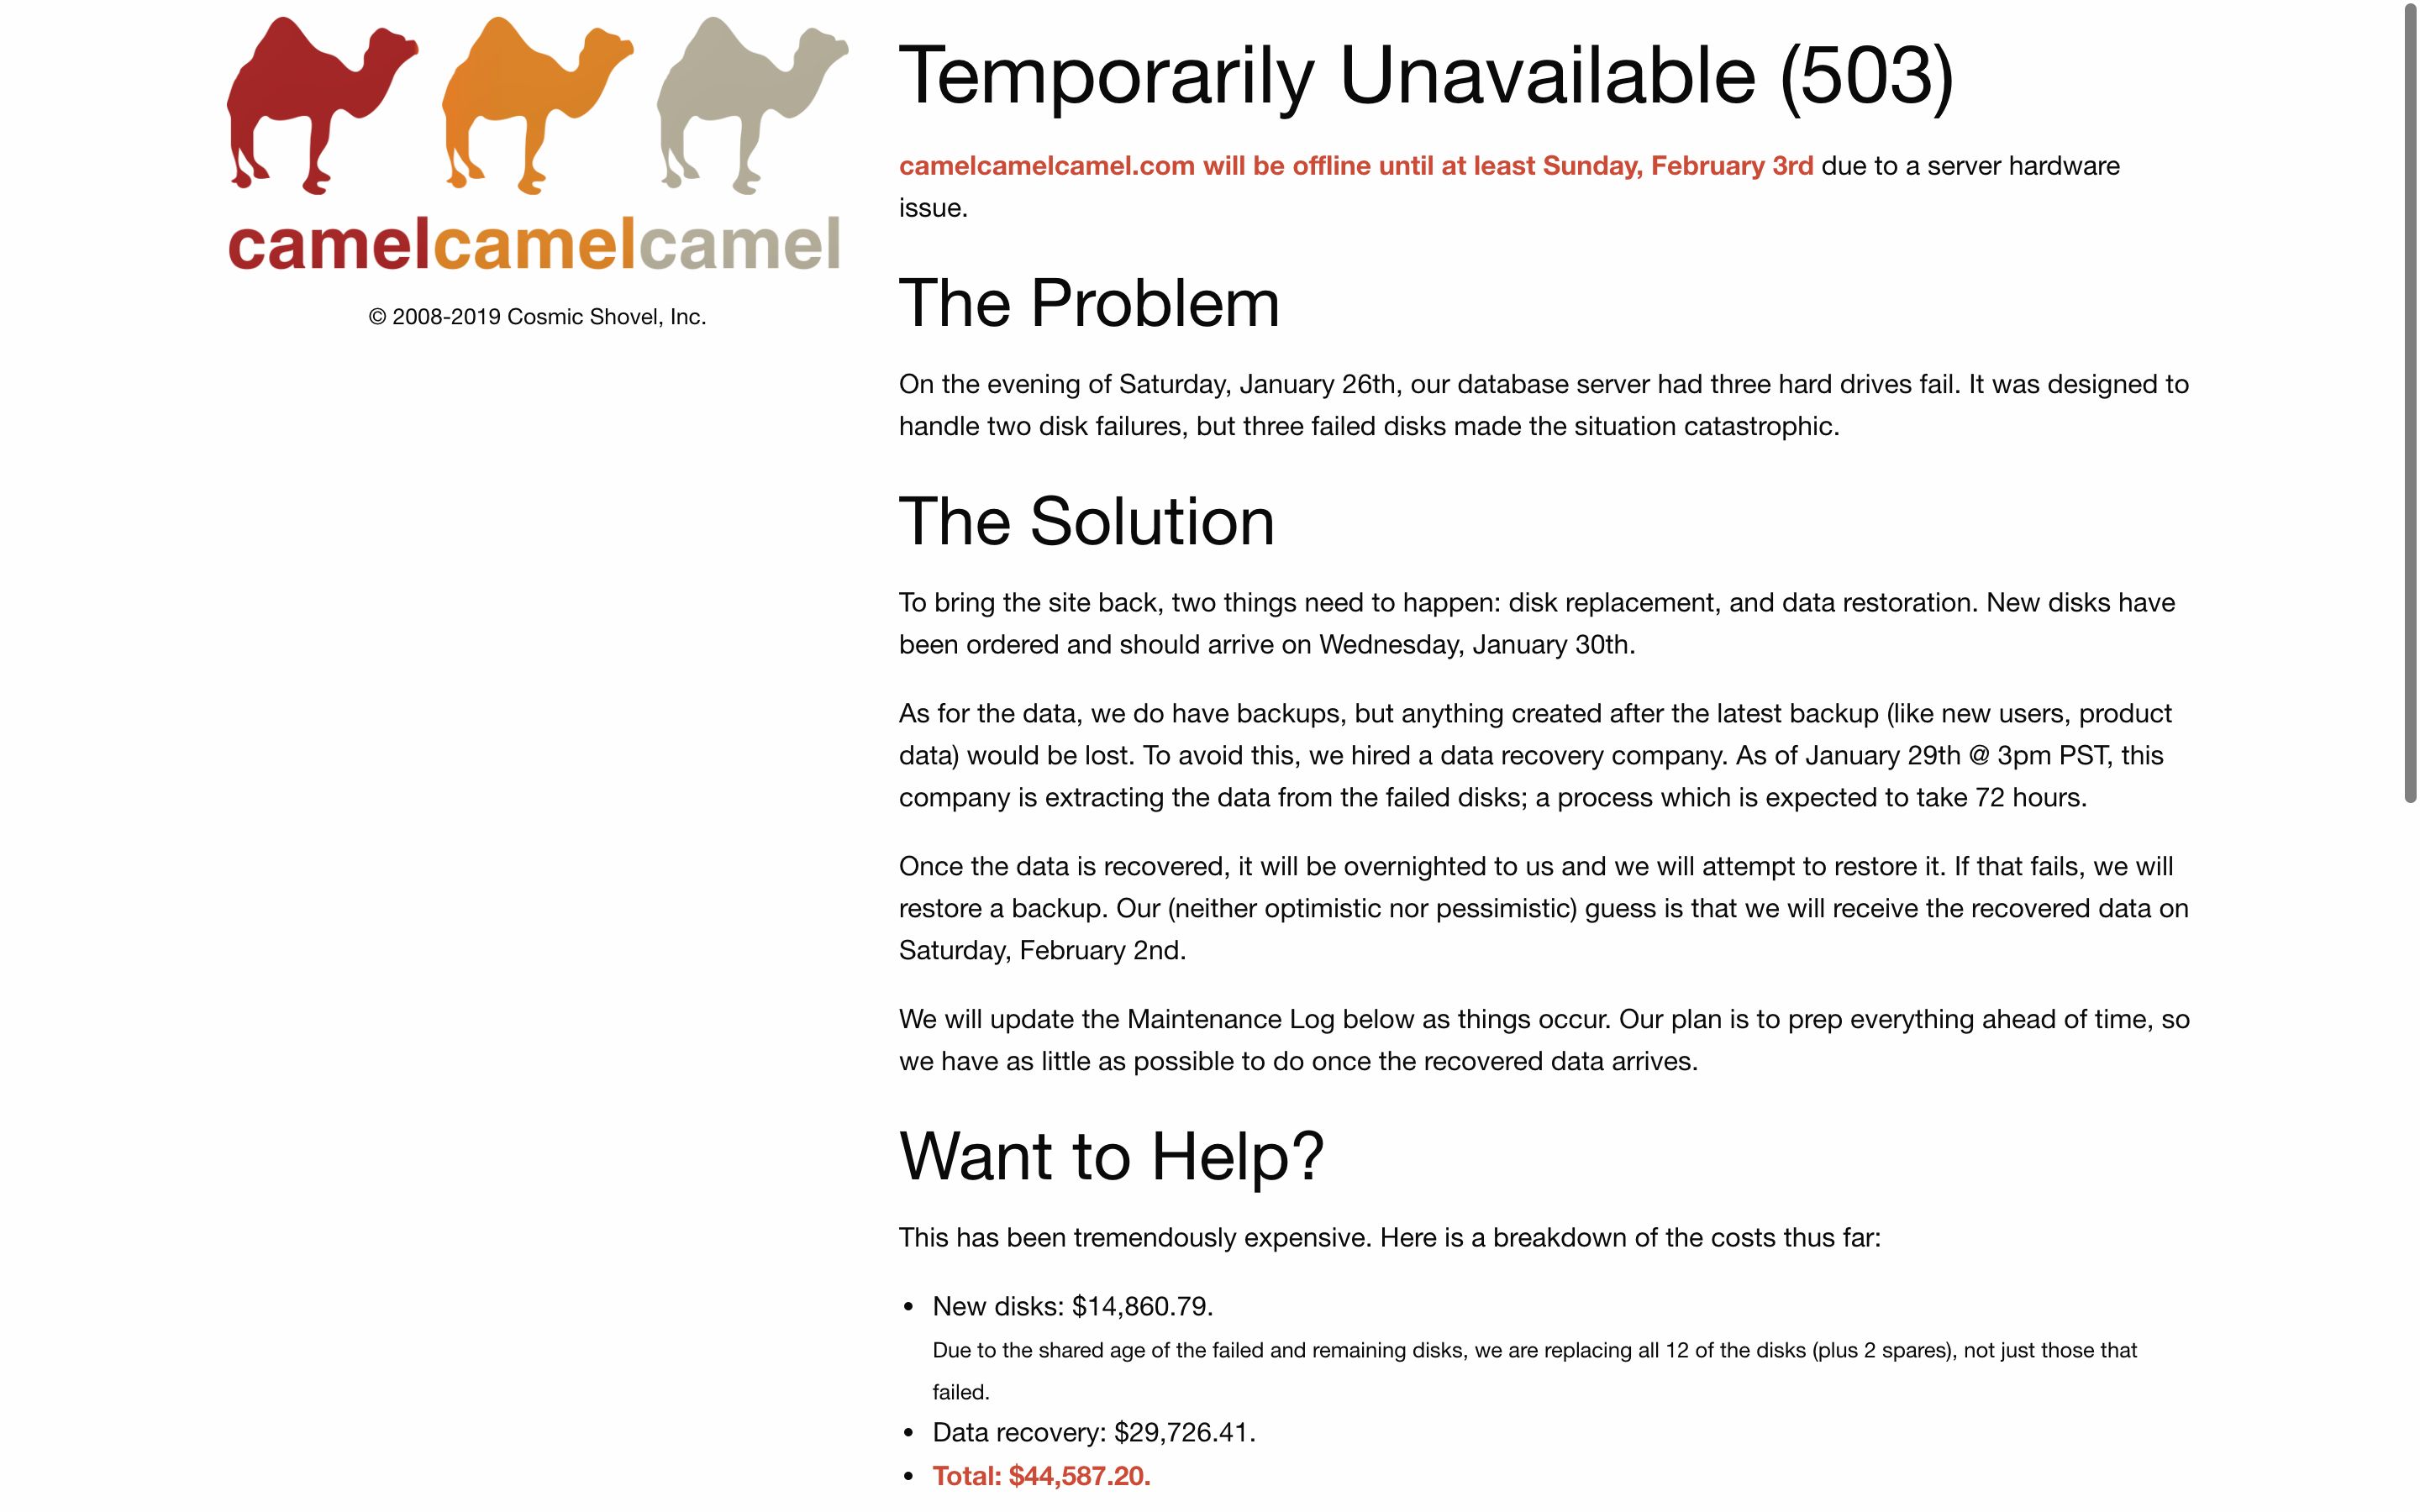 camelcamelcamel
© 2008-2019 Cosmic Shovel, Inc.
Temporarily Unavailable (503)
camelcamelcamel.com will be offline until at least Sunday, February 3rd due to a server hardware
issue.
The Problem
On the evening of Saturday, January 26th, our database server had three hard drives fail. It was designed to
handle two disk failures, but three failed disks made the situation catastrophic.
The Solution
To bring the site back, two things need to happen: disk replacement, and data restoration. New disks have
been ordered and should arrive on Wednesday, January 30th.
As for the data, we do have backups, but anything created after the latest backup (like new users, product
data) would be lost. To avoid this, we hired a data recovery company. As of January 29th @ 3pm PST, this
company is extracting the data from the failed disks; a process which is expected to take 72 hours.
Once the data is recovered, it will be overnighted to us and we will attempt to restore it. If that fails, we will
restore a backup. Our (neither optimistic nor pessimistic) guess is that we will receive the recovered data on
Saturday, February 2nd.
We will update the Maintenance Log below as things occur. Our plan is to prep everything ahead of time, so
we have as little as possible to do once the recovered data arrives.
Want to Help?
This has been tremendously expensive. Here is a breakdown of the costs thus far:
• New disks: $14,860.79.
Due to the shared age of the failed and remaining disks, we are replacing all 12 of the disks (plus 2 spares), not just those that
failed.
• Data recovery: $29,726.41.
• Total: $44,587.20.